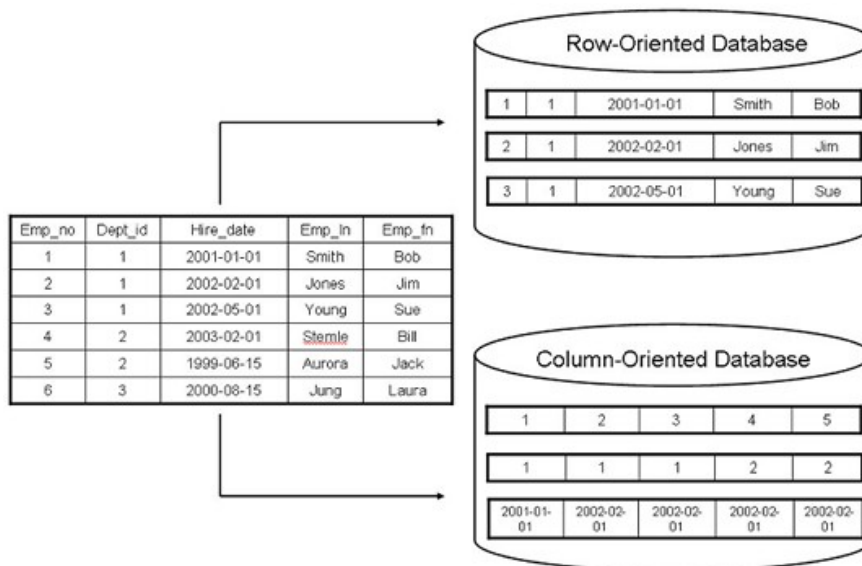 Row-Oriented Database
1 1 2001-01-01 Smith Bob
2 1 2002-02-01 Jones Jim
3 1 2002-05-01 Young Sue
Emp_no Dept_id Hire_date Emp_ln Emp_fn
1 1 2001-01-01 Smith Bob
2 1 2002-02-01 Jones Jim
3 1 2002-05-01 Young Sue
4 2 2003-02-01 Stemle Bill
5 2 1999-06-15 Aurora Jack
6 3 2000-08-15 Jung Laura
Column-Oriented Database
1 2 3 4 5
1 1 1 2 2
2001-01- 2002-02- 2002-02- 2002-02- 2002-02-
01 01 01 01 01